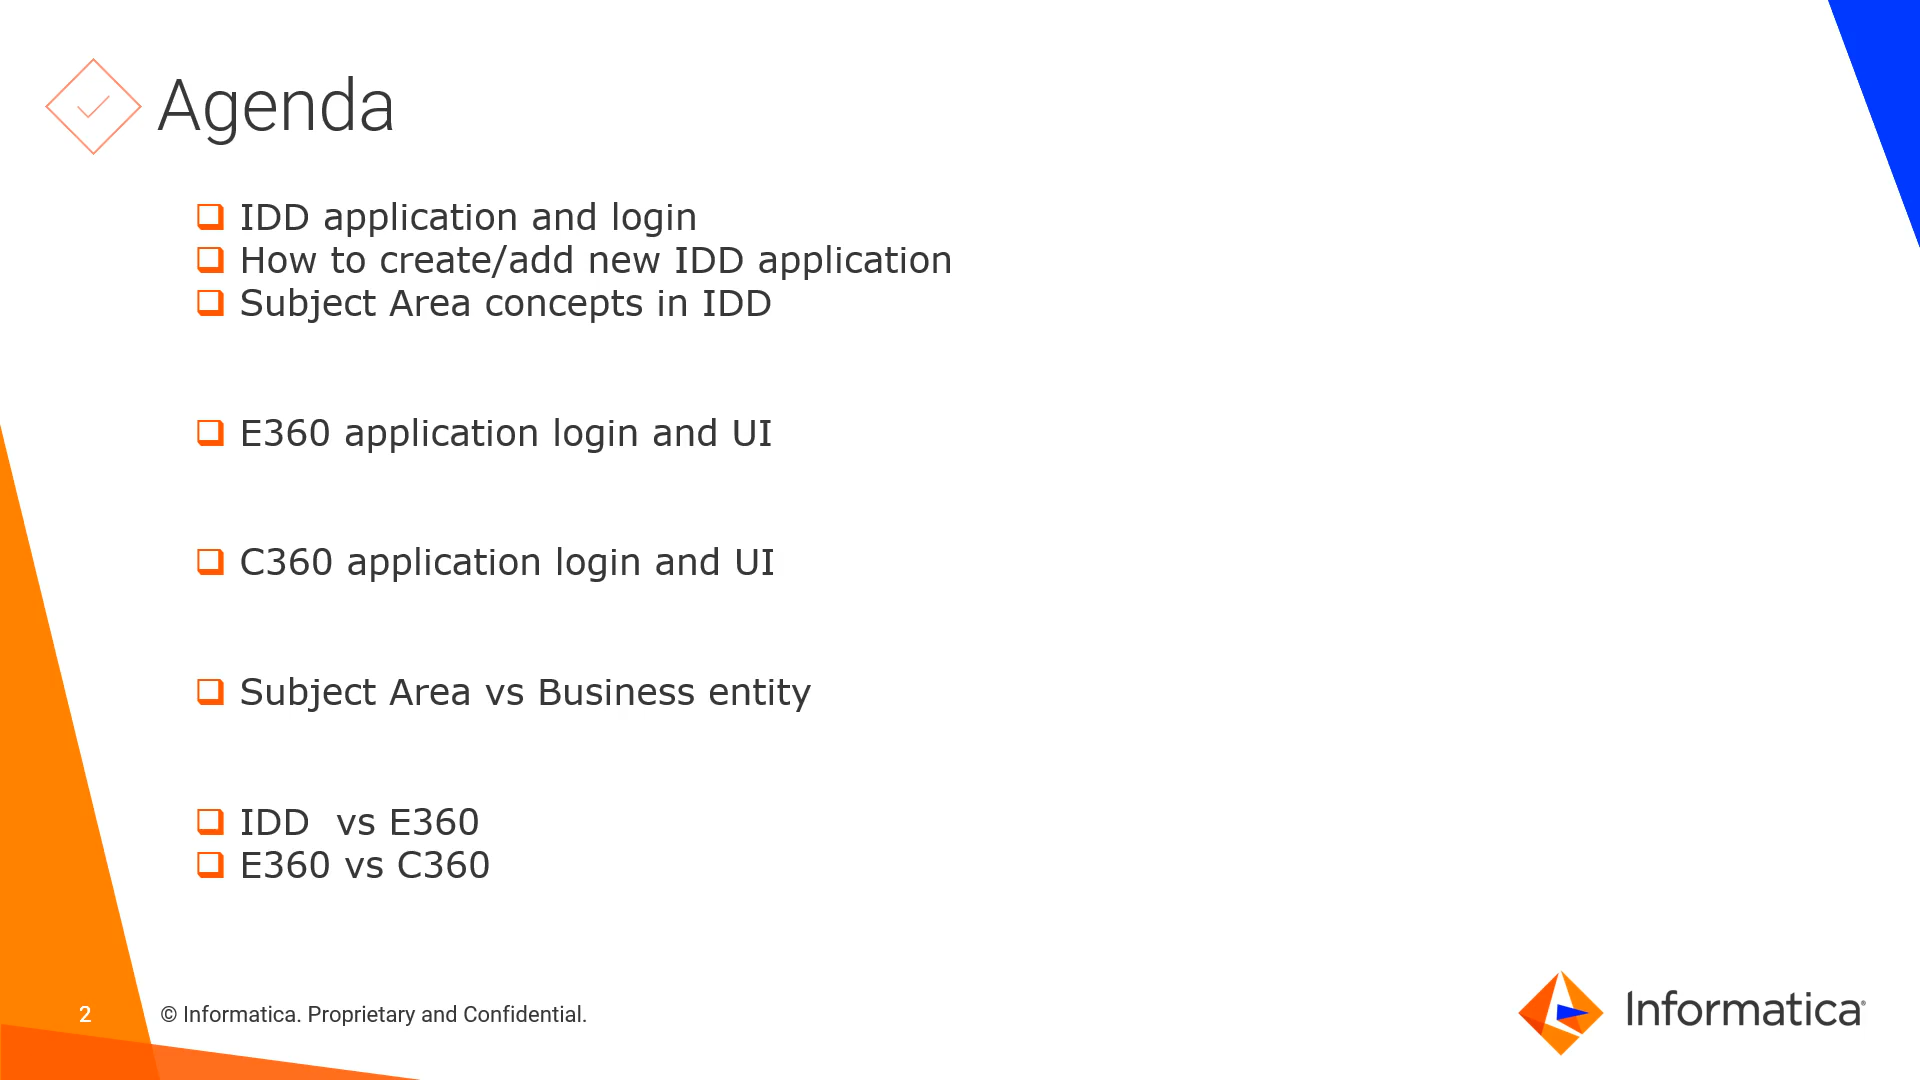 Agenda
IDD application and login
How to create/add new IDD application
Subject Area concepts in IDD
E360 application login and UI
C360 application login and UI
Subject Area vs Business entity
IDD  vs E360
E360 vs C360
2
© Informatica. Proprietary and Confidential.
Informatica®